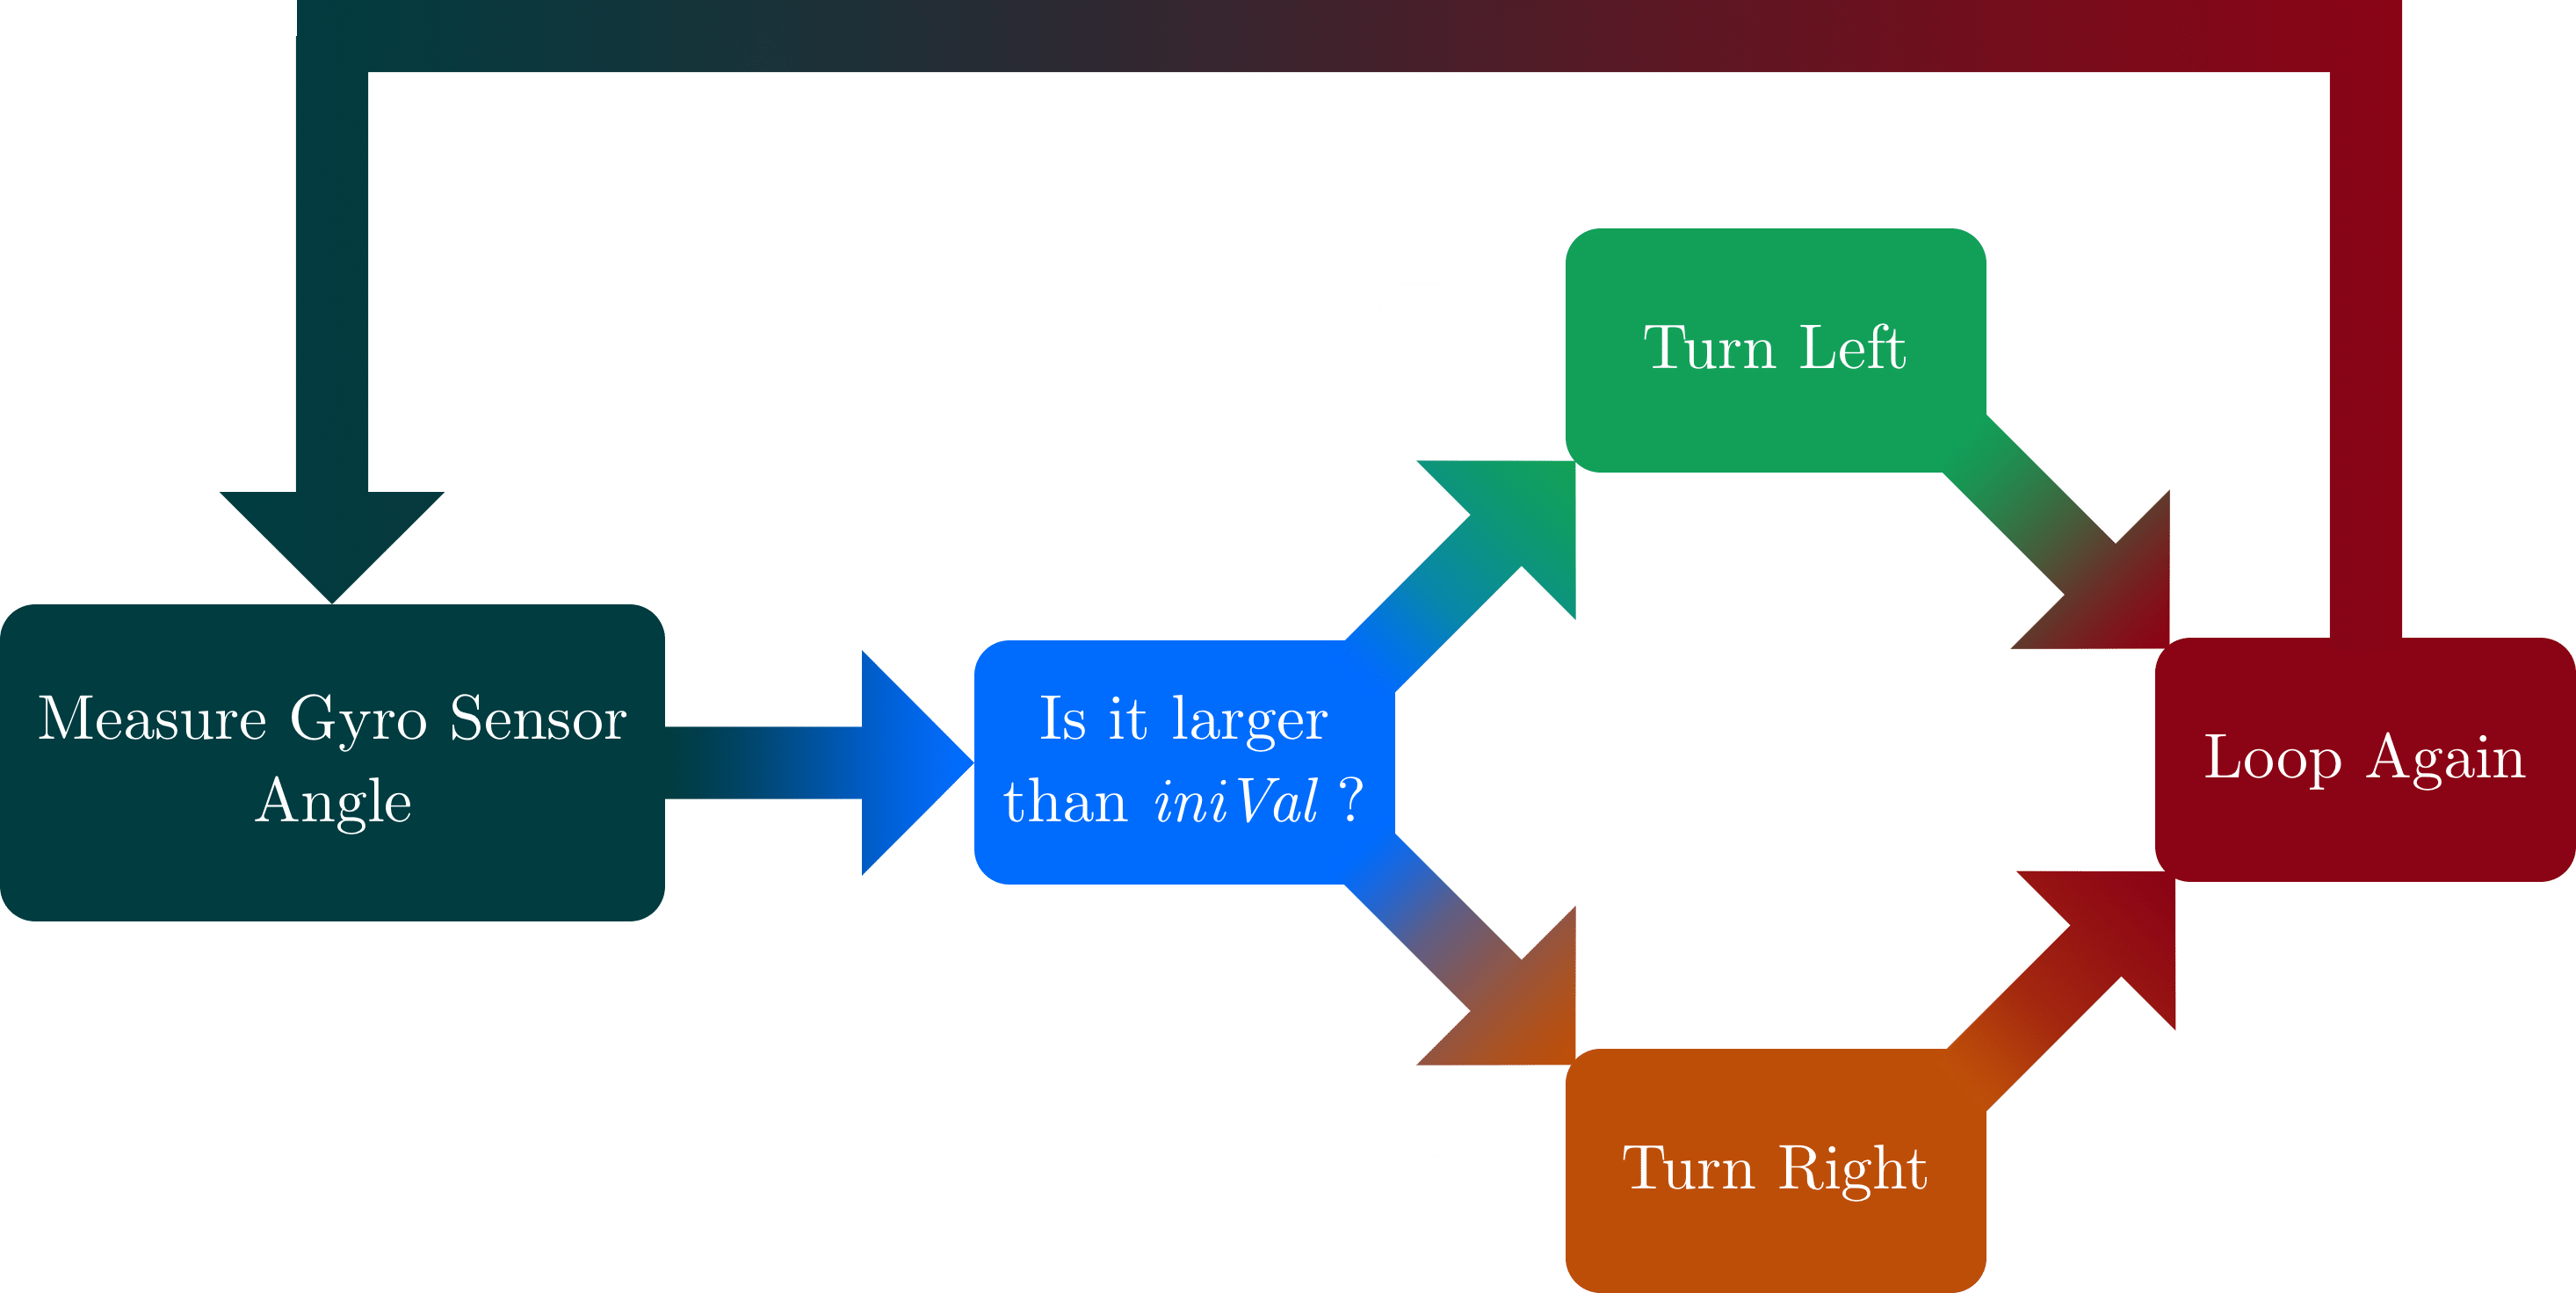 Turn Left
Measure Gyro Sensor
Angle
Is it larger
than iniVal ?
Loop Again
Turn Right